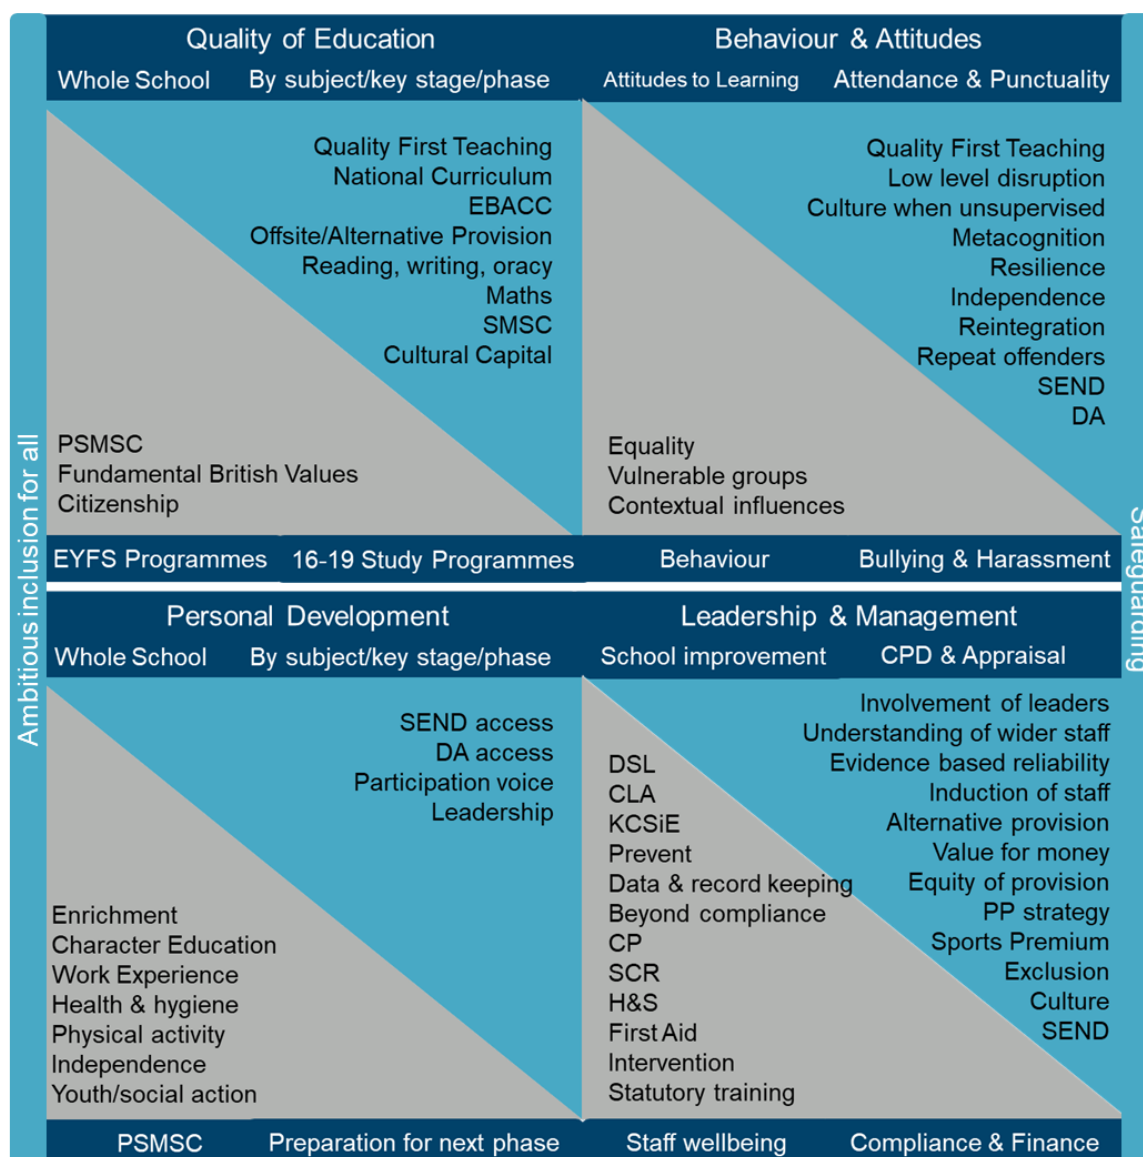 Ambitious inclusion for all
Quality of Education
Whole School
By subject/key stage/phase
Quality First Teaching
National Curriculum
EBACC
Offsite/Alternative Provision
Reading, writing, oracy
Maths
SMSC
Cultural Capital
PSMSC
Fundamental British Values
Citizenship
EYFS Programmes
16-19 Study Programmes
Behaviour & Attitudes
Attitudes to Learning
Attendance & Punctuality
Quality First Teaching
Low level disruption
Culture when unsupervised
Metacognition
Resilience
Independence
Reintegration
Repeat offenders
SEND
DA
Equality
Vulnerable groups
Contextual influences
Behaviour
Bullying & Harassment
Personal Development
Whole School
By subject/key stage/phase
SEND access
DA access
Participation voice
Leadership
Enrichment
Character Education
Work Experience
Health & hygiene
Physical activity
Independence
Youth/social action
PSMSC
Preparation for next phase
Leadership & Management
School improvement
CPD & Appraisal
Involvement of leaders
Understanding of wider staff
Evidence based reliability
Induction of staff
Alternative provision
Value for money
Equity of provision
PP strategy
Sports Premium
Exclusion
Culture
SEND
DSL
CLA
KCSiE
Prevent
Data & record keeping
Beyond compliance
CP
SCR
H&S
First Aid
Intervention
Statutory training
Staff wellbeing
Compliance & Finance
Safeguarding